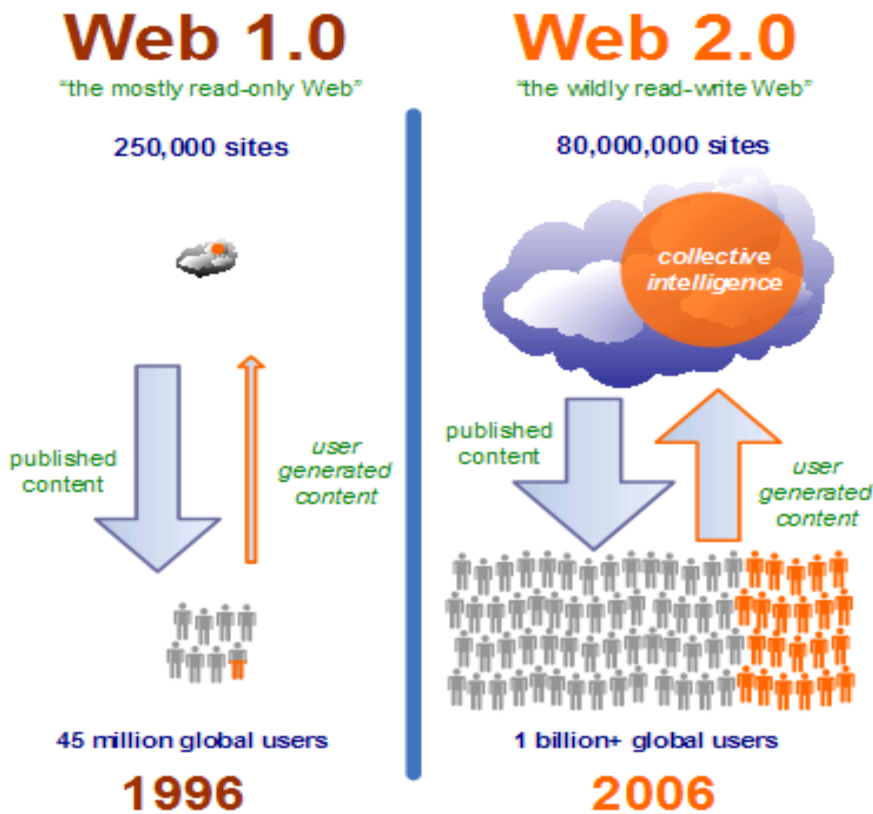 Web 1.0
“the mostly read-only Web”
250,000 sites
published
content
user
generated
content
45 million global users
1996
Web 2.0
“the wildly read-write Web”
80,000,000 sites
collective
intelligence
published
content
user
generated
content
1 billion+ global users
2006